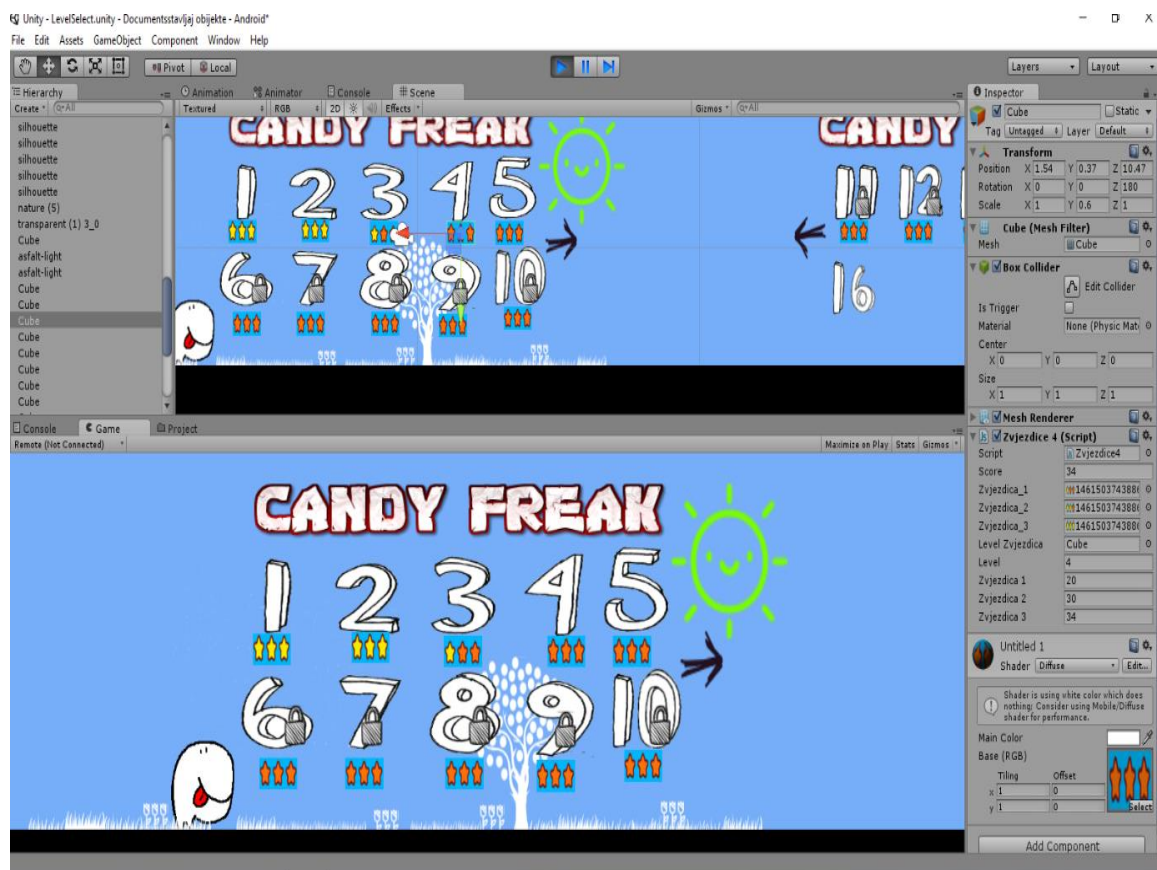 Unity - LevelSelect.unity - Documentsstavljaj obijekte - Android*
File Edit Assets GameObject Component Window Help
Pivot Local Layers Layout
Hierarchy
Create All
silhouette
silhouette
silhouette
silhouette
silhouette
nature (5)
transparent (1) 3_0
Cube
asfalt-light
asfalt-light
Cube
Cube
Cube
Cube
Cube
Cube
Cube
Cube
Animation Animator Console Scene
Textured RGB 2D Effects Gizmos All
CANDY FREAK CANDY
1 2 3 4 5 11 12
6 7 8 9 10 16
Console Game Project
Remote (Not Connected) Maximize on Play Stats Gizmos
CANDY FREAK
1 2 3 4 5
6 7 8 9 10
Inspector
Cube Static
Tag Untagged Layer Default
Transform
Position X 1.54 Y 0.37 Z 10.47
Rotation X 0 Y 0 Z 180
Scale X 1 Y 0.6 Z 1
Cube (Mesh Filter)
Mesh Cube
Box Collider
Edit Collider
Is Trigger
Material None (Physic Mat
Center
X 0 Y 0 Z 0
Size
X 1 Y 1 Z 1
Mesh Renderer
Zvjezdice 4 (Script)
Script Zvjezdice4
Score 34
Zvjezdica_1 146150374388
Zvjezdica_2 146150374388
Zvjezdica_3 146150374388
Level Zvjezdica Cube
Level 4
Zvjezdica 1 20
Zvjezdica 2 30
Zvjezdica 3 34
Untitled 1
Shader Diffuse Edit...
Shader is using white color which does
nothing; Consider using Mobile/Diffuse
shader for performance.
Main Color
Base (RGB)
Tiling Offset
x 1 0
y 1 0
Select
Add Component